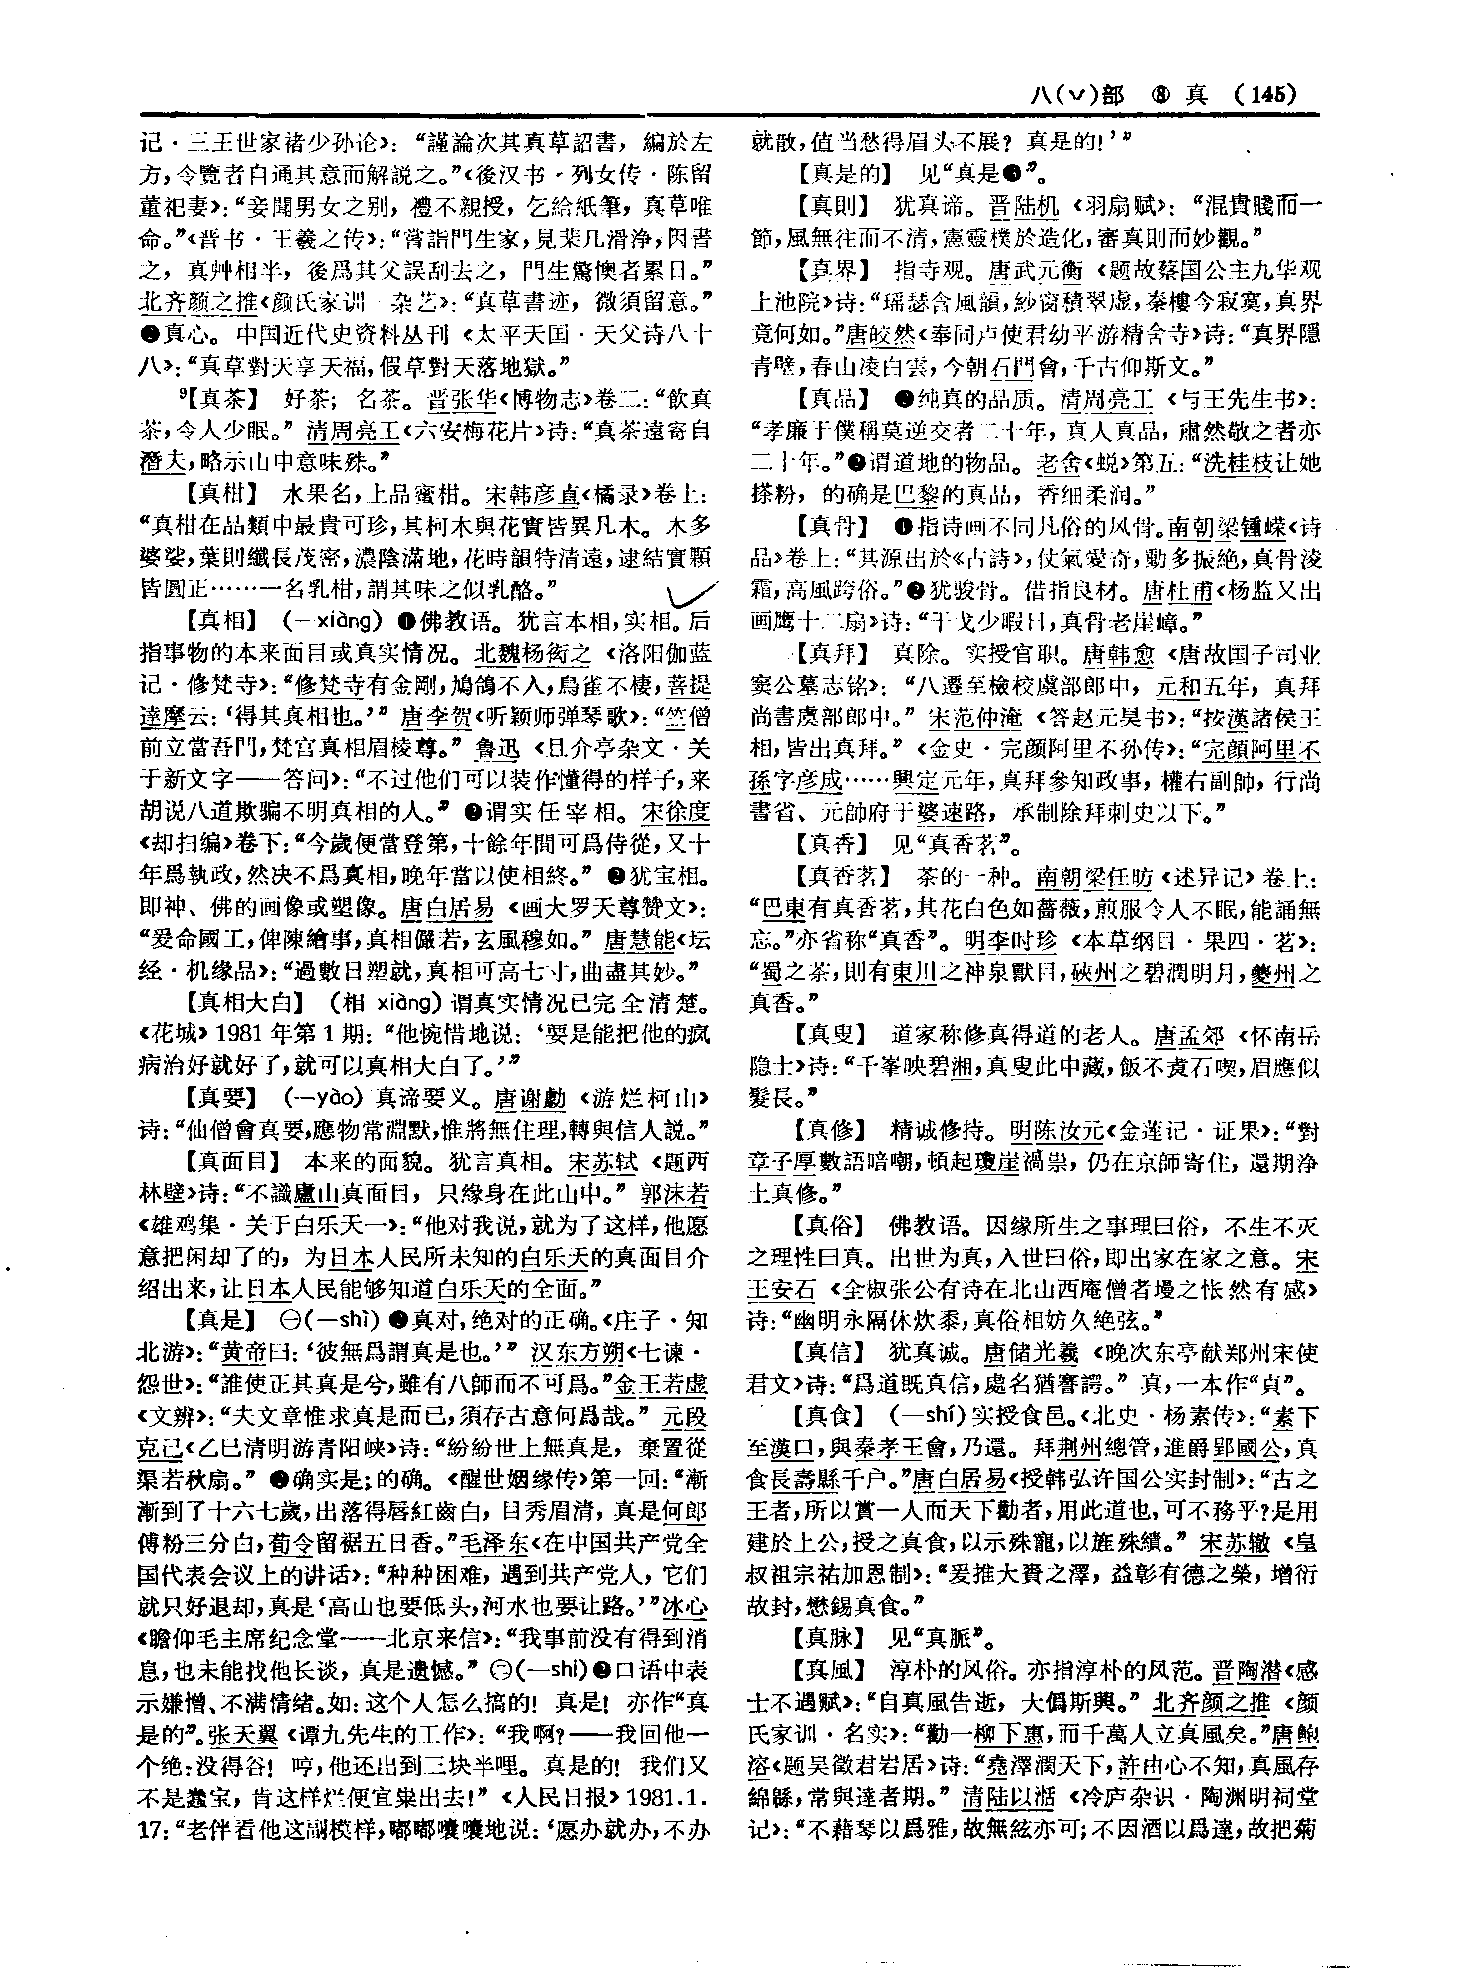 八(丷)部 ⑧ 真 (145)
记·三王世家褚少孙论》：“謹論次其真草詔書，編於左
方，令覽者自通其意而解説之。”《後汉书·列女传·陈留
董祀妻》：“妾聞男女之别，禮不親授，乞給紙筆，真草唯
命。”《晋书·王羲之传》：“嘗詣門生家，見棐几滑浄，因書
之，真艸相半，後爲其父誤刮去之，門生驚懊者累日。”
北齐颜之推《颜氏家训·杂艺》：“真草書迹，微須留意。”
❷真心。中国近代史资料丛刊《太平天国·天父诗八十
八》：“真草對天享天福，假草對天落地獄。”
⁹【真茶】 好茶；名茶。晋张华《博物志》卷二：“飲真
茶，令人少眠。”清周亮工《六安梅花片》诗：“真茶遠寄自
潛夫，略示山中意味殊。”
【真柑】 水果名，上品蜜柑。宋韩彦直《橘录》卷上：
“真柑在品類中最貴可珍，其柯木與花實皆異凡木。木多
婆娑，葉則纖長茂密，濃陰滿地，花時韻特清遠，逮結實顆
皆圓正……一名乳柑，謂其味之似乳酪。”
【真相】 (—xiàng) ❶佛教语。犹言本相，实相。后
指事物的本来面目或真实情况。北魏杨衒之《洛阳伽蓝
记·修梵寺》：“修梵寺有金剛，鳩鴿不入，鳥雀不棲，菩提
達摩云：‘得其真相也。’”唐李贺《听颖师弹琴歌》：“竺僧
前立當吾門，梵宫真相眉棱尊。”鲁迅《且介亭杂文·关
于新文字——答问》：“不过他们可以装作懂得的样子，来
胡说八道欺骗不明真相的人。”❷谓实任宰相。宋徐度
《却扫编》卷下：“今歲便當登第，十餘年間可爲侍從，又十
年爲執政，然决不爲真相，晚年當以使相終。”❸犹宝相。
即神、佛的画像或塑像。唐白居易《画大罗天尊赞文》：
“爰命國工，俾陳繪事，真相儼若，玄風穆如。”唐慧能《坛
经·机缘品》：“過數日塑就，真相可高七寸，曲盡其妙。”
【真相大白】 (相 xiàng) 谓真实情况已完全清楚。
《花城》1981年第1期：“他惋惜地说：‘要是能把他的疯
病治好就好了，就可以真相大白了。’”
【真要】 (—yào) 真谛要义。唐谢勮《游烂柯山》
诗：“仙僧會真要，應物常淵默，惟將無住理，轉與信人説。”
【真面目】 本来的面貌。犹言真相。宋苏轼《题西
林壁》诗：“不識廬山真面目，只緣身在此山中。”郭沫若
《雄鸡集·关于白乐天一》：“他对我说，就为了这样，他愿
意把闲却了的，为日本人民所未知的白乐天的真面目介
绍出来，让日本人民能够知道白乐天的全面。”
【真是】 ㊀(—shì) ❶真对，绝对的正确。《庄子·知
北游》：“黄帝曰：‘彼無爲謂真是也。’”汉东方朔《七谏·
怨世》：“誰使正其真是兮，雖有八師而不可爲。”金王若虚
《文辨》：“夫文章惟求真是而已，須存古意何爲哉。”元段
克己《乙巳清明游青阳峡》诗：“紛紛世上無真是，棄置從
渠若秋扇。”❷确实是；的确。《醒世姻缘传》第一回：“漸
漸到了十六七歲，出落得唇紅齒白，目秀眉清，真是何郎
傅粉三分白，荀令留裾五日香。”毛泽东《在中国共产党全
国代表会议上的讲话》：“种种困难，遇到共产党人，它们
就只好退却，真是‘高山也要低头，河水也要让路。’”冰心
《瞻仰毛主席纪念堂——北京来信》：“我事前没有得到消
息，也未能找他长谈，真是遗憾。”㊁(—shi)❸口语中表
示嫌憎、不满情绪。如：这个人怎么搞的！真是！亦作“真
是的”。张天翼《谭九先生的工作》：“我啊？——我回他一
个绝：没得谷！哼，他还出到三块半哩。真是的！我们又
不是蠢宝，肯这样烂便宜粜出去！”《人民日报》1981.1.
17：“老伴看他这副模样，嘟嘟囔囔地说：‘愿办就办，不办
就散，值当愁得眉头不展？真是的！’”
【真是的】 见“真是❸”。
【真則】 犹真谛。晋陆机《羽扇赋》：“混貴賤而一
節，風無往而不清，憲靈樸於造化，審真則而妙觀。”
【真界】 指寺观。唐武元衡《题故蔡国公主九华观
上池院》诗：“瑶瑟含風韻，紗窗積翠虚，秦樓今寂寞，真界
竟何如。”唐皎然《奉同卢使君幼平游精舍寺》诗：“真界隱
青壁，春山凌白雲，今朝石門會，千古仰斯文。”
【真品】 ❶纯真的品质。清周亮工《与王先生书》：
“孝廉于僕稱莫逆交者二十年，真人真品，肅然敬之者亦
二十年。”❷谓道地的物品。老舍《蜕》第五：“洗桂枝让她
搽粉，的确是巴黎的真品，香细柔润。”
【真骨】 ❶指诗画不同凡俗的风骨。南朝梁锺嵘《诗
品》卷上：“其源出於《古詩》，仗氣愛奇，動多振絶，真骨淩
霜，高風跨俗。”❷犹骏骨。借指良材。唐杜甫《杨监又出
画鹰十二扇》诗：“干戈少暇日，真骨老崖嶂。”
【真拜】 真除。实授官职。唐韩愈《唐故国子司业
窦公墓志铭》：“八遷至檢校虞部郎中，元和五年，真拜
尚書虞部郎中。”宋范仲淹《答赵元昊书》：“按漢諸侯王
相，皆出真拜。”《金史·完颜阿里不孙传》：“完顔阿里不
孫字彦成……興定元年，真拜参知政事，權右副帥，行尚
書省、元帥府于婆速路，承制除拜刺史以下。”
【真香】 见“真香茗”。
【真香茗】 茶的一种。南朝梁任昉《述异记》卷上：
“巴東有真香茗，其花白色如薔薇，煎服令人不眠，能誦無
忘。”亦省称“真香”。明李时珍《本草纲目·果四·茗》：
“蜀之茶，則有東川之神泉獸目，硤州之碧澗明月，夔州之
真香。”
【真叟】 道家称修真得道的老人。唐孟郊《怀南岳
隐士》诗：“千峯映碧湘，真叟此中藏，飯不煑石喫，眉應似
髮長。”
【真修】 精诚修持。明陈汝元《金莲记·证果》：“對
章子厚數語暗嘲，頓起瓊崖禍祟，仍在京師寄住，還期浄
土真修。”
【真俗】 佛教语。因缘所生之事理曰俗，不生不灭
之理性曰真。出世为真，入世曰俗，即出家在家之意。宋
王安石《全椒张公有诗在北山西庵僧者墁之怅然有感》
诗：“幽明永隔休炊黍，真俗相妨久絶弦。”
【真信】 犹真诚。唐储光羲《晚次东亭献郑州宋使
君文》诗：“爲道既真信，處名猶謇諤。”真，一本作“貞”。
【真食】 (—shí)实授食邑。《北史·杨素传》：“素下
至漢口，與秦孝王會，乃還。拜荆州總管，進爵郢國公，真
食長壽縣千户。”唐白居易《授韩弘许国公实封制》：“古之
王者，所以賞一人而天下勸者，用此道也，可不務乎？是用
建於上公，授之真食，以示殊寵，以旌殊績。”宋苏辙《皇
叔祖宗祐加恩制》：“爰推大賚之澤，益彰有德之榮，增衍
故封，懋錫真食。”
【真脉】 见“真脈”。
【真風】 淳朴的风俗。亦指淳朴的风范。晋陶潜《感
士不遇赋》：“自真風告逝，大僞斯興。”北齐颜之推《颜
氏家训·名实》：“勸一柳下惠，而千萬人立真風矣。”唐鲍
溶《题吴徵君岩居》诗：“堯澤潤天下，許由心不知，真風存
綿緜，常與達者期。”清陆以湉《冷庐杂识·陶渊明祠堂
记》：“不藉琴以爲雅，故無絃亦可；不因酒以爲達，故把菊